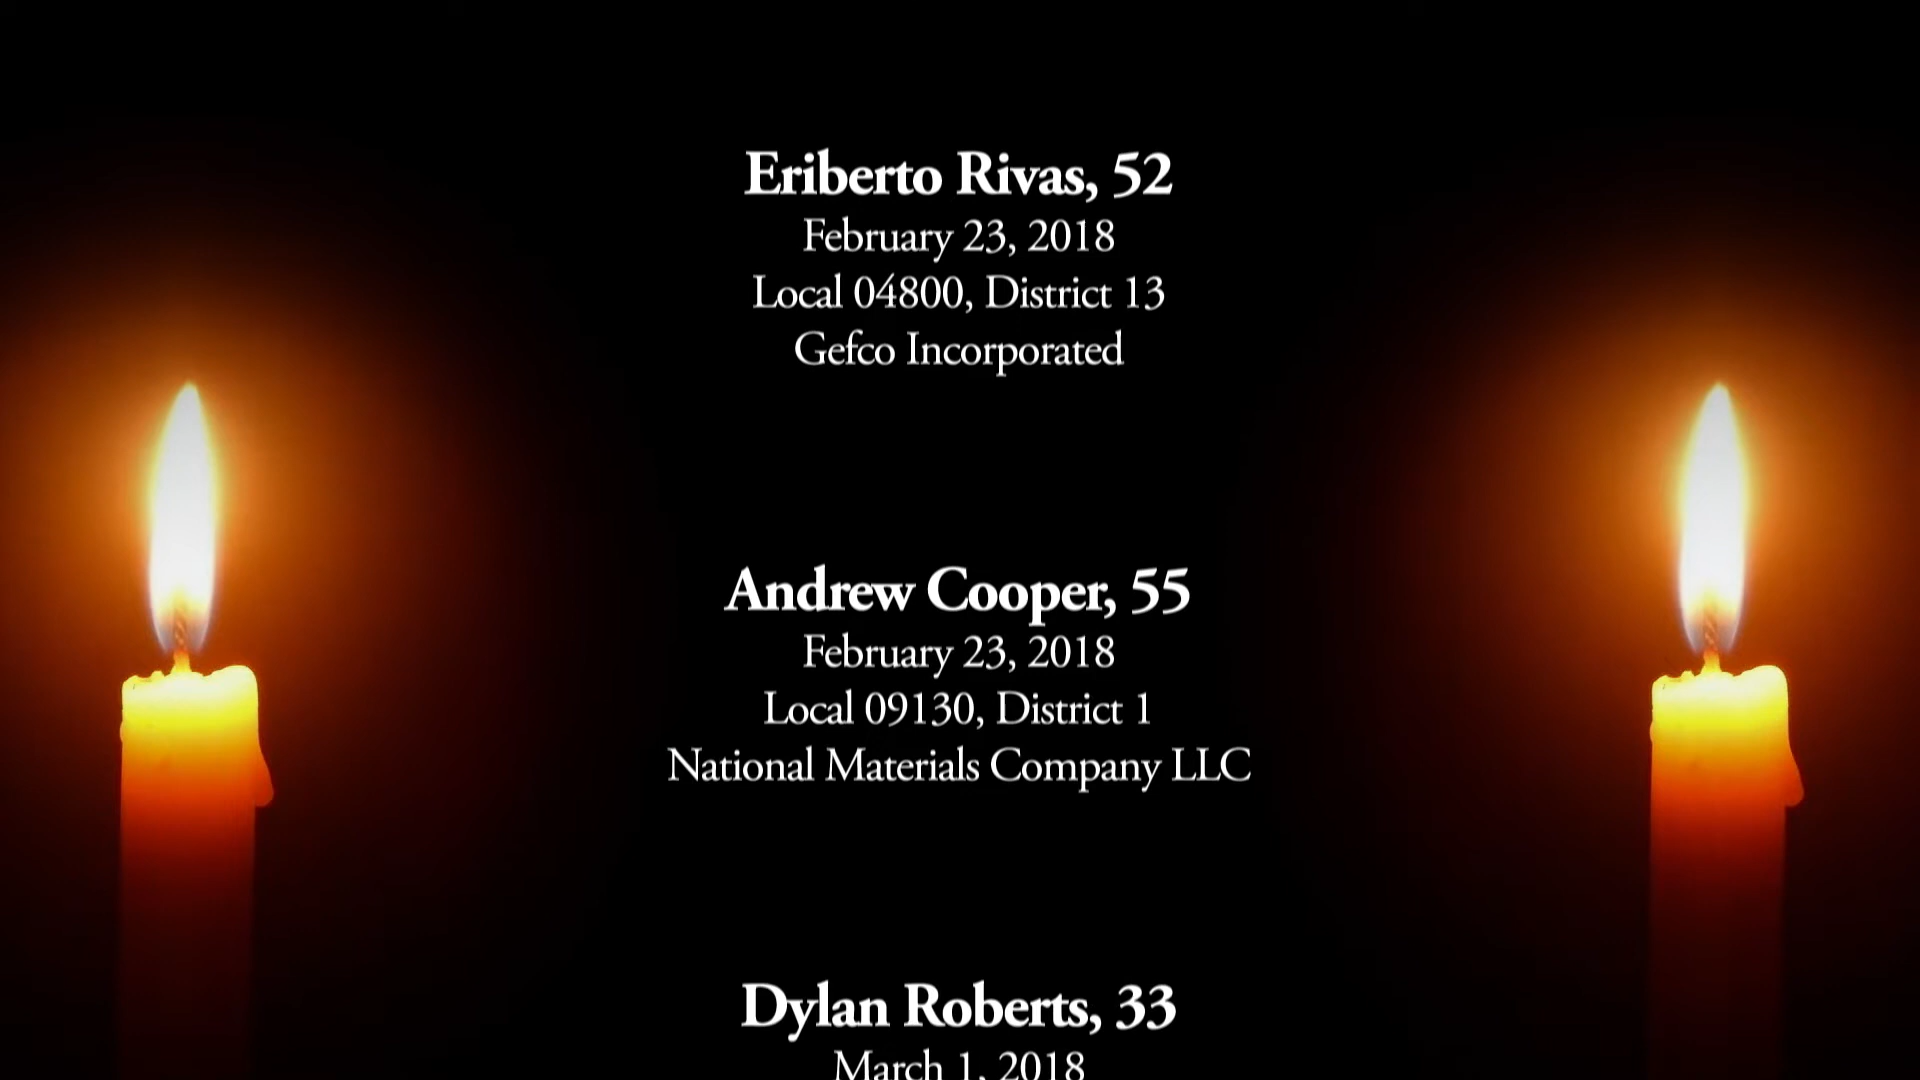 Eriberto Rivas, 52
February 23, 2018
Local 04800, District 13
Gefco Incorporated
Andrew Cooper, 55
February 23, 2018
Local 09130, District 1
National Materials Company LLC
Dylan Roberts, 33
March 1, 2018